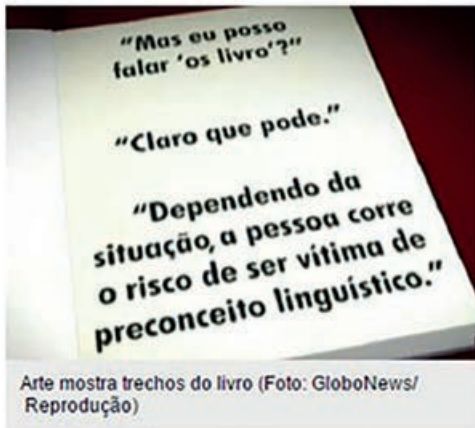 “Mas eu posso
falar ‘os livro’?”
“Claro que pode.”
“Dependendo da
situação, a pessoa corre
o risco de ser vítima de
preconceito linguístico.”
Arte mostra trechos do livro (Foto: GloboNews/
Reprodução)